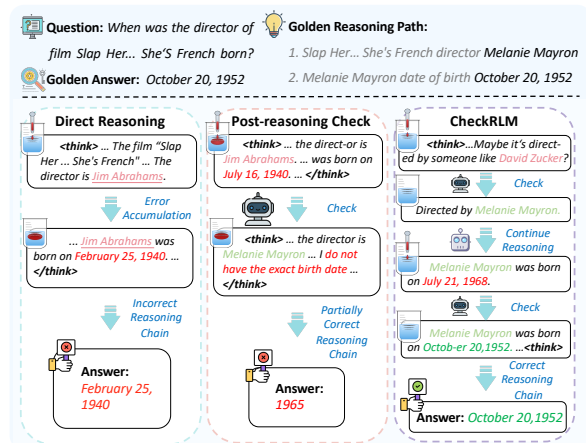 Question: When was the director of
film Slap Her... She'S French born?
Golden Answer: October 20, 1952
Golden Reasoning Path:
1. Slap Her... She's French director Melanie Mayron
2. Melanie Mayron date of birth October 20, 1952
Direct Reasoning
<think> ... The film "Slap
Her ... She's French" ... The
director is Jim Abrahams.
Error
Accumulation
... Jim Abrahams was
born on February 25, 1940. ...
</think>
Incorrect
Reasoning
Chain
Answer:
February 25,
1940
Post-reasoning Check
<think> ... the direct-or is
Jim Abrahams. ... was born on
July 16, 1940. ... </think>
Check
<think> ... the director is
Melanie Mayron ... I do not
have the exact birth date ...
</think>
Partially
Correct
Reasoning
Chain
Answer:
1965
CheckRLM
<think>...Maybe it's direct-
ed by someone like David Zucker?
Check
Directed by Melanie Mayron.
Continue
Reasoning
Melanie Mayron was born
on July 21, 1968.
Check
Melanie Mayron was born
on Octob-er 20,1952. ...<think>
Correct
Reasoning
Chain
Answer: October 20,1952